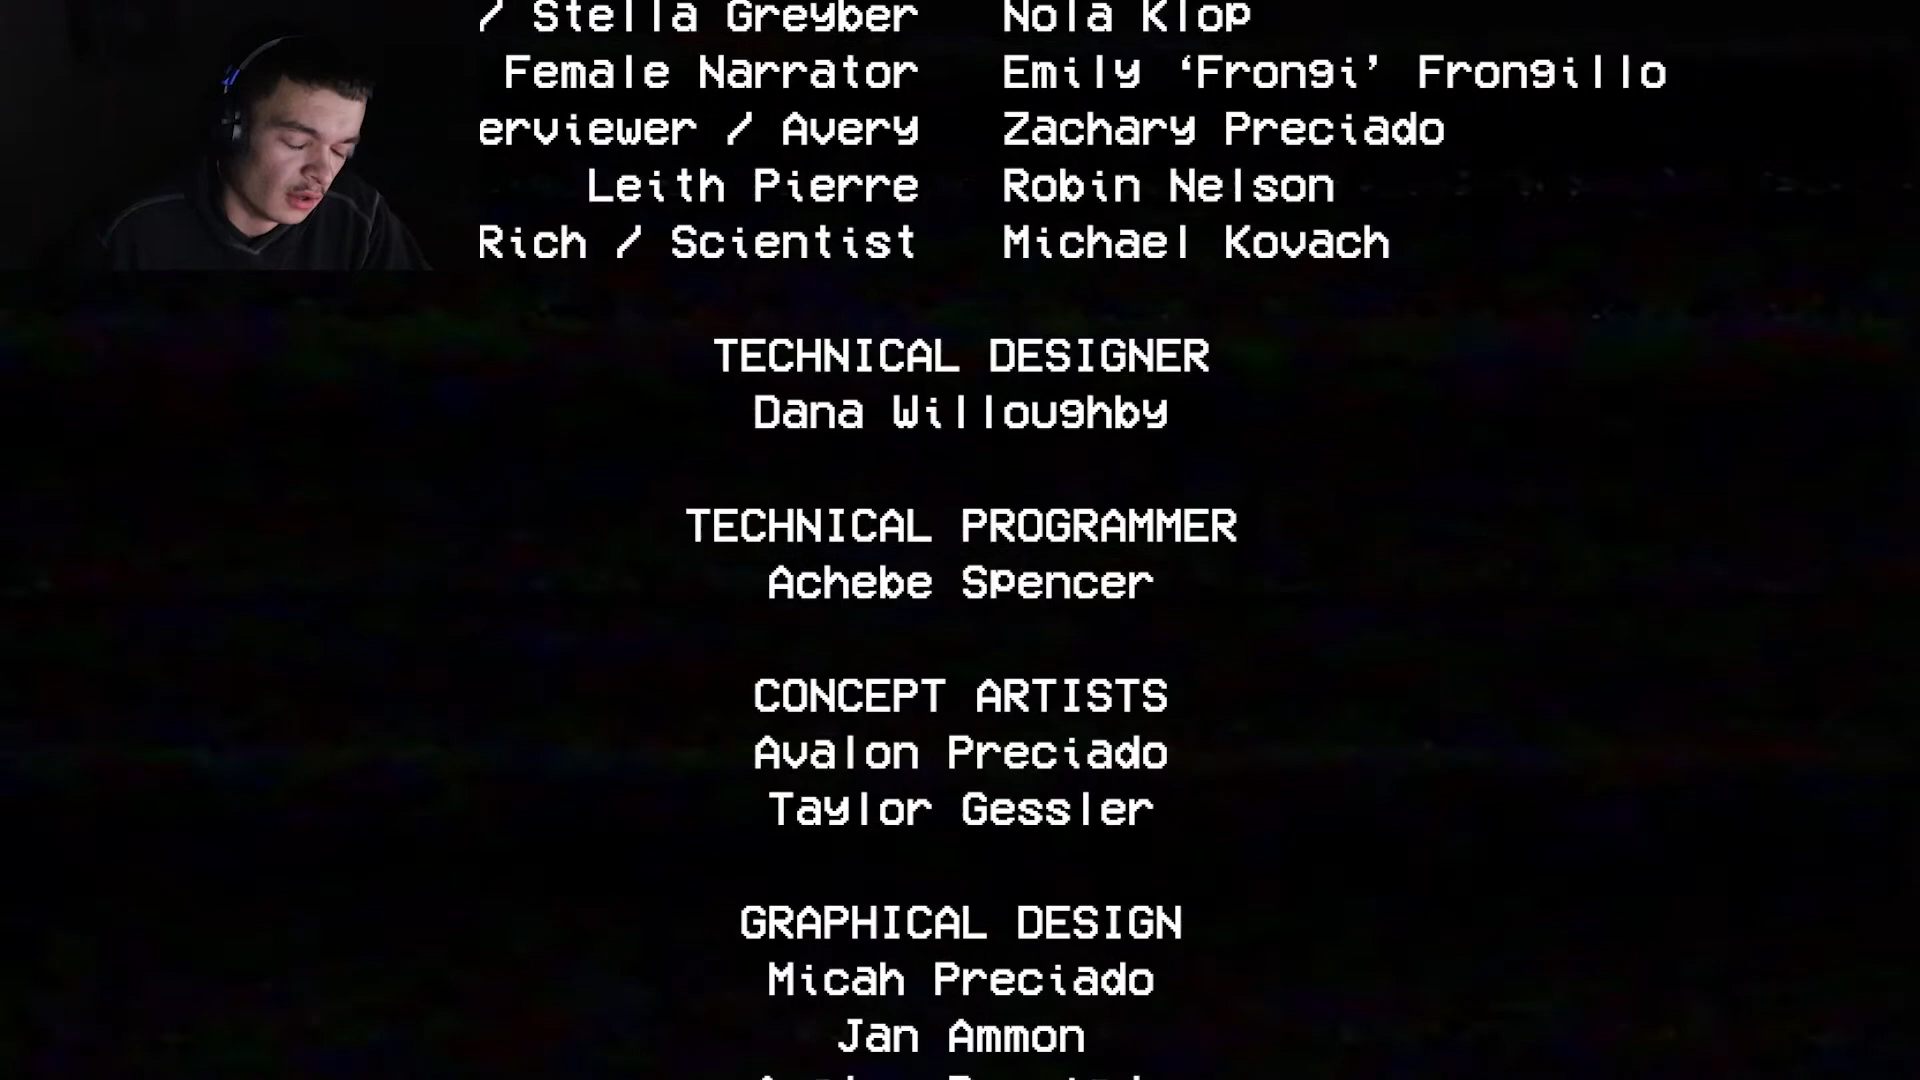 / Stella Greyber Nola Klop
Female Narrator Emily ‘Frongi’ Frongillo
erviewer / Avery Zachary Preciado
Leith Pierre Robin Nelson
Rich / Scientist Michael Kovach
TECHNICAL DESIGNER
Dana Willoughby
TECHNICAL PROGRAMMER
Achebe Spencer
CONCEPT ARTISTS
Avalon Preciado
Taylor Gessler
GRAPHICAL DESIGN
Micah Preciado
Jan Ammon